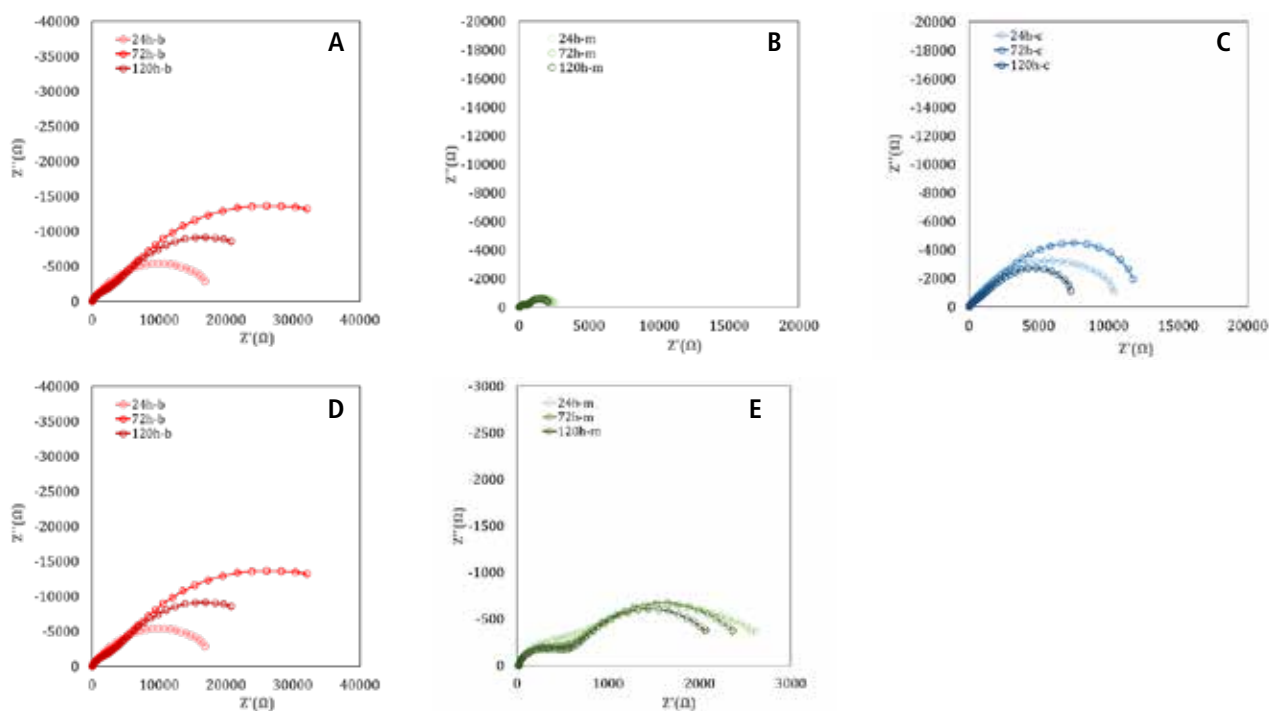 -40000
-35000
-30000
-25000
-20000
-15000
-10000
-5000
0
Z''(Ω)
24h-b
72h-b
120h-b
A
0 10000 20000 30000 40000
Z'(Ω)
-20000
-18000
-16000
-14000
-12000
-10000
-8000
-6000
-4000
-2000
0
Z''(Ω)
24h-m
72h-m
120h-m
B
0 5000 10000 15000 20000
Z'(Ω)
-20000
-18000
-16000
-14000
-12000
-10000
-8000
-6000
-4000
-2000
0
Z''(Ω)
24h-c
72h-c
120h-c
C
0 5000 10000 15000 20000
Z'(Ω)
-40000
-35000
-30000
-25000
-20000
-15000
-10000
-5000
0
Z''(Ω)
24h-b
72h-b
120h-b
D
0 10000 20000 30000 40000
Z'(Ω)
-3000
-2500
-2000
-1500
-1000
-500
0
Z''(Ω)
24h-m
72h-m
120h-m
E
0 1000 2000 3000
Z'(Ω)